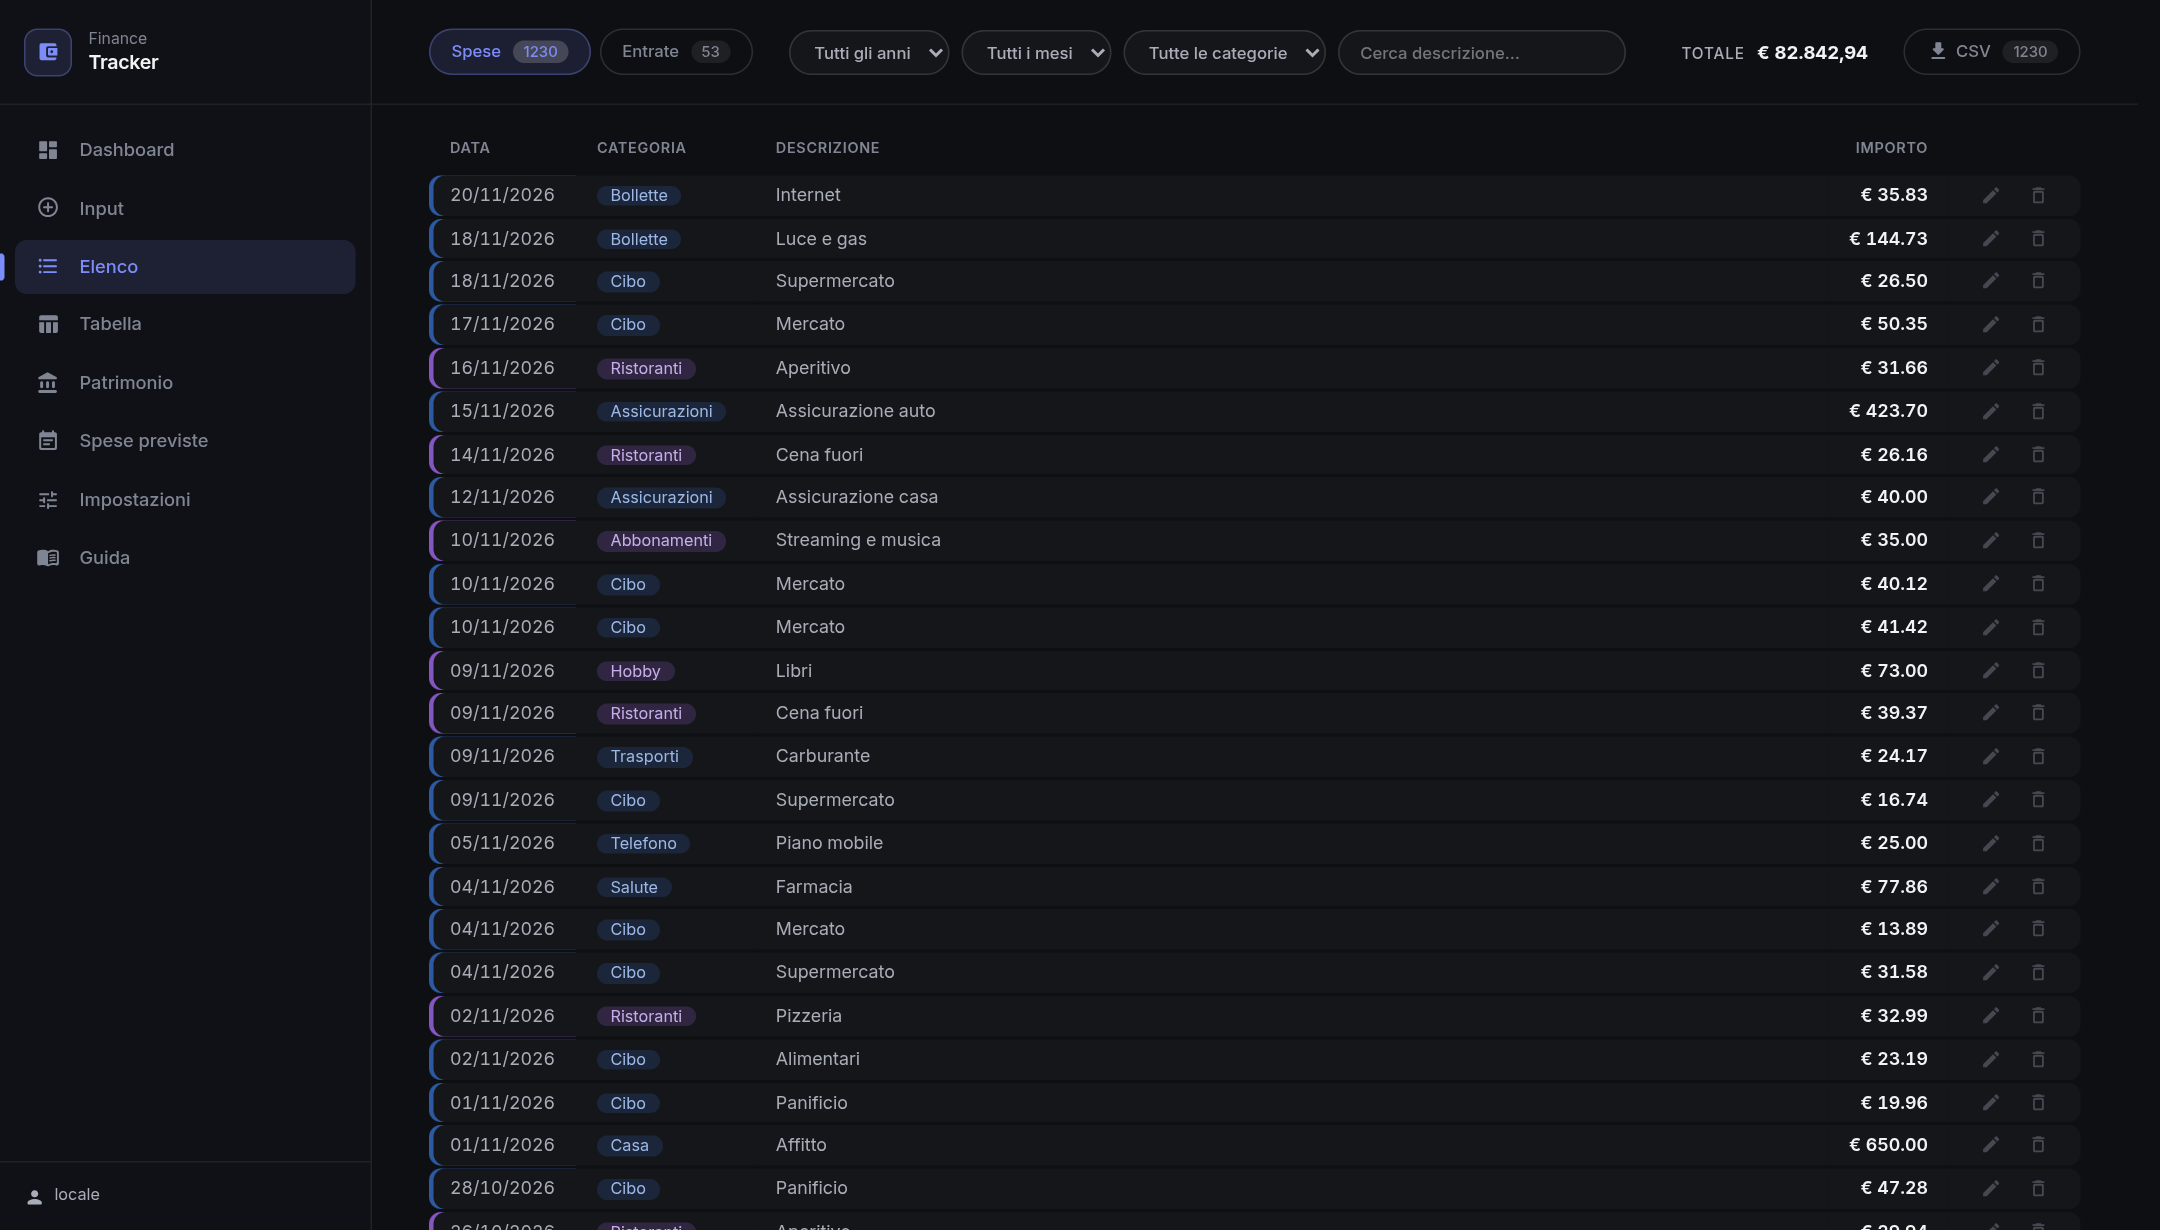 Finance
Tracker
Spese 1230 Entrate 53 Tutti gli anni Tutti i mesi Tutte le categorie Cerca descrizione... TOTALE € 82.842,94 CSV 1230
Dashboard
Input
Elenco
Tabella
Patrimonio
Spese previste
Impostazioni
Guida
locale
DATA CATEGORIA DESCRIZIONE IMPORTO
20/11/2026 Bollette Internet € 35.83
18/11/2026 Bollette Luce e gas € 144.73
18/11/2026 Cibo Supermercato € 26.50
17/11/2026 Cibo Mercato € 50.35
16/11/2026 Ristoranti Aperitivo € 31.66
15/11/2026 Assicurazioni Assicurazione auto € 423.70
14/11/2026 Ristoranti Cena fuori € 26.16
12/11/2026 Assicurazioni Assicurazione casa € 40.00
10/11/2026 Abbonamenti Streaming e musica € 35.00
10/11/2026 Cibo Mercato € 40.12
10/11/2026 Cibo Mercato € 41.42
09/11/2026 Hobby Libri € 73.00
09/11/2026 Ristoranti Cena fuori € 39.37
09/11/2026 Trasporti Carburante € 24.17
09/11/2026 Cibo Supermercato € 16.74
05/11/2026 Telefono Piano mobile € 25.00
04/11/2026 Salute Farmacia € 77.86
04/11/2026 Cibo Mercato € 13.89
04/11/2026 Cibo Supermercato € 31.58
02/11/2026 Ristoranti Pizzeria € 32.99
02/11/2026 Cibo Alimentari € 23.19
01/11/2026 Cibo Panificio € 19.96
01/11/2026 Casa Affitto € 650.00
28/10/2026 Cibo Panificio € 47.28